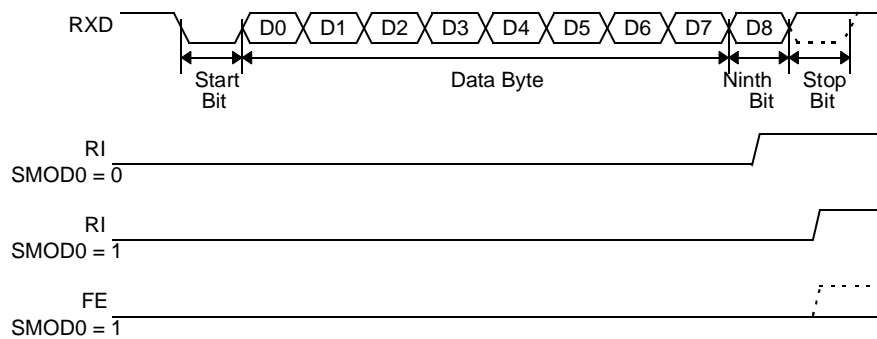 RXD D0 D1 D2 D3 D4 D5 D6 D7 D8
Start Bit
Data Byte
Ninth Bit
Stop Bit
RI
SMOD0 = 0
RI
SMOD0 = 1
FE
SMOD0 = 1